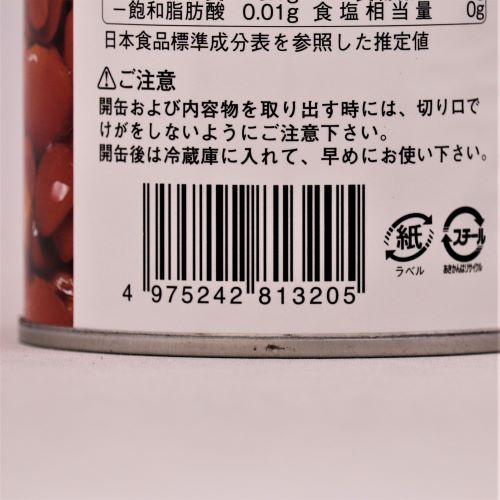 －飽和脂肪酸 0.01g 食塩相当量 0g
日本食品標準成分表を参照した推定値
⚠ご注意
開缶および内容物を取り出す時には、切り口で
けがをしないようにご注意下さい。
開缶後は冷蔵庫に入れて、早めにお使い下さい。
紙
ラベル
スチール
あきかんはリサイクル
4 975242 813205